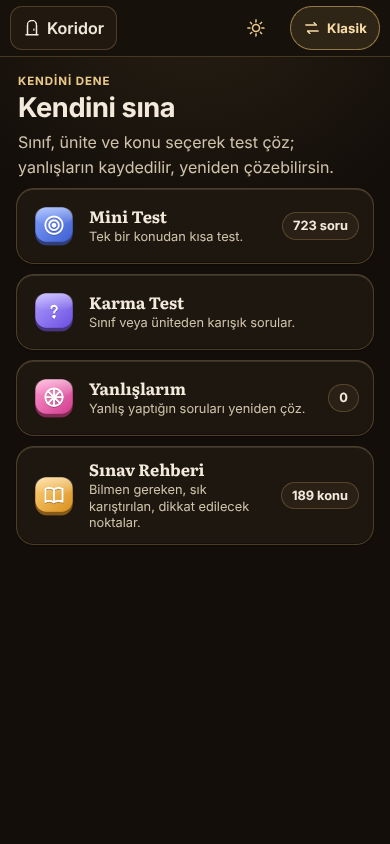 Koridor
Klasik
KENDİNİ DENE
Kendini sına
Sınıf, ünite ve konu seçerek test çöz;
yanlışların kaydedilir, yeniden çözebilirsin.
Mini Test
Tek bir konudan kısa test.
723 soru
?
Karma Test
Sınıf veya üniteden karışık sorular.
Yanlışlarım
Yanlış yaptığın soruları yeniden çöz.
0
Sınav Rehberi
Bilmen gereken, sık
karıştırılan, dikkat edilecek
noktalar.
189 konu